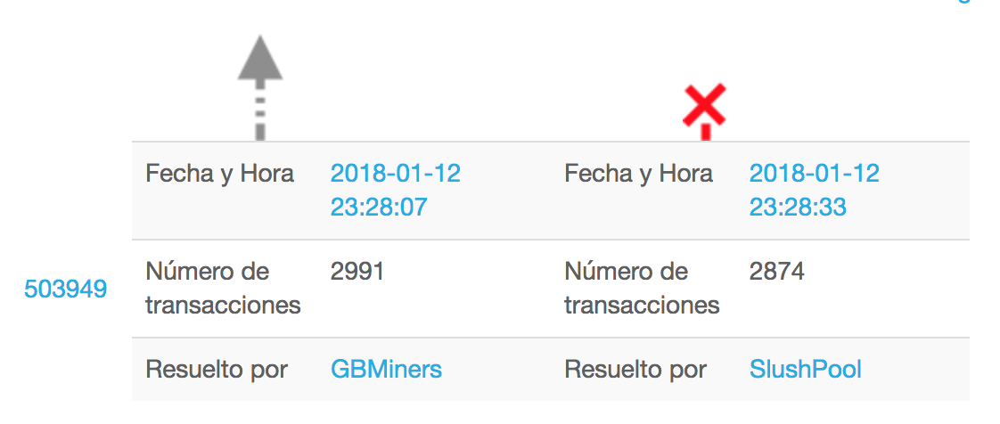 Fecha y Hora 2018-01-12 Fecha y Hora 2018-01-12
23:28:07 23:28:33
Número de 2991 Número de 2874
503949
transacciones transacciones
Resuelto por GBMiners Resuelto por SlushPool